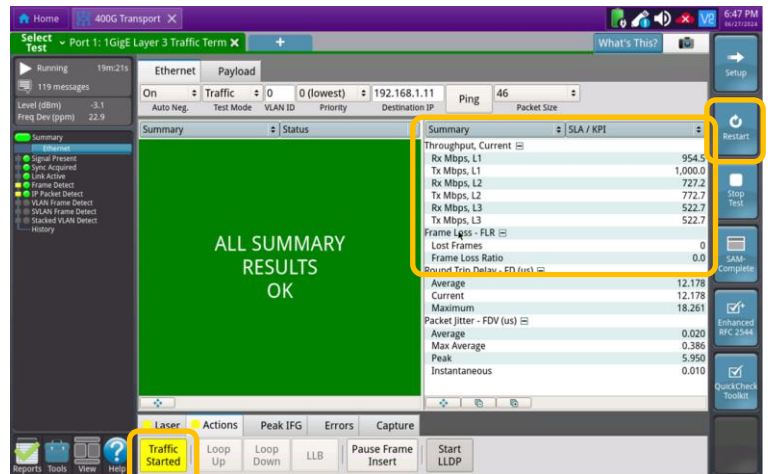 Home
400G Transport
6:47 PM
06/27/2024
Select Test
Port 1: 1GigE Layer 3 Traffic Term
What's This?
Running 19m:21s
119 messages
Level (dBm) -3.1
Freq Dev (ppm) 22.9
Summary
Ethernet
Signal Present
Sync Acquired
Link Active
Frame Detect
IP Packet Detect
VLAN Frame Detect
SVLAN Frame Detect
Stacked VLAN Detect
History
Ethernet Payload
On Traffic 0 0 (lowest) 192.168.1.11 Ping 46
Auto Neg. Test Mode VLAN ID Priority Destination IP Packet Size
Summary Status
ALL SUMMARY
RESULTS
OK
Summary SLA / KPI
Throughput, Current
Rx Mbps, L1 954.5
Tx Mbps, L1 1,000.0
Rx Mbps, L2 727.2
Tx Mbps, L2 772.7
Rx Mbps, L3 522.7
Tx Mbps, L3 522.7
Frame Loss - FLR
Lost Frames 0
Frame Loss Ratio 0.0
Round Trip Delay - FD (us)
Average 12.178
Current 12.178
Maximum 18.261
Packet Jitter - FDV (us)
Average 0.020
Max Average 0.386
Peak 5.950
Instantaneous 0.010
Setup
Restart
Stop
Test
SAM-
Complete
Enhanced
RFC 2544
QuickCheck
Toolkit
Laser Actions Peak IFG Errors Capture
Traffic
Started
Loop
Up
Loop
Down
LLB
Pause Frame
Insert
Start
LLDP
Reports Tools View Help